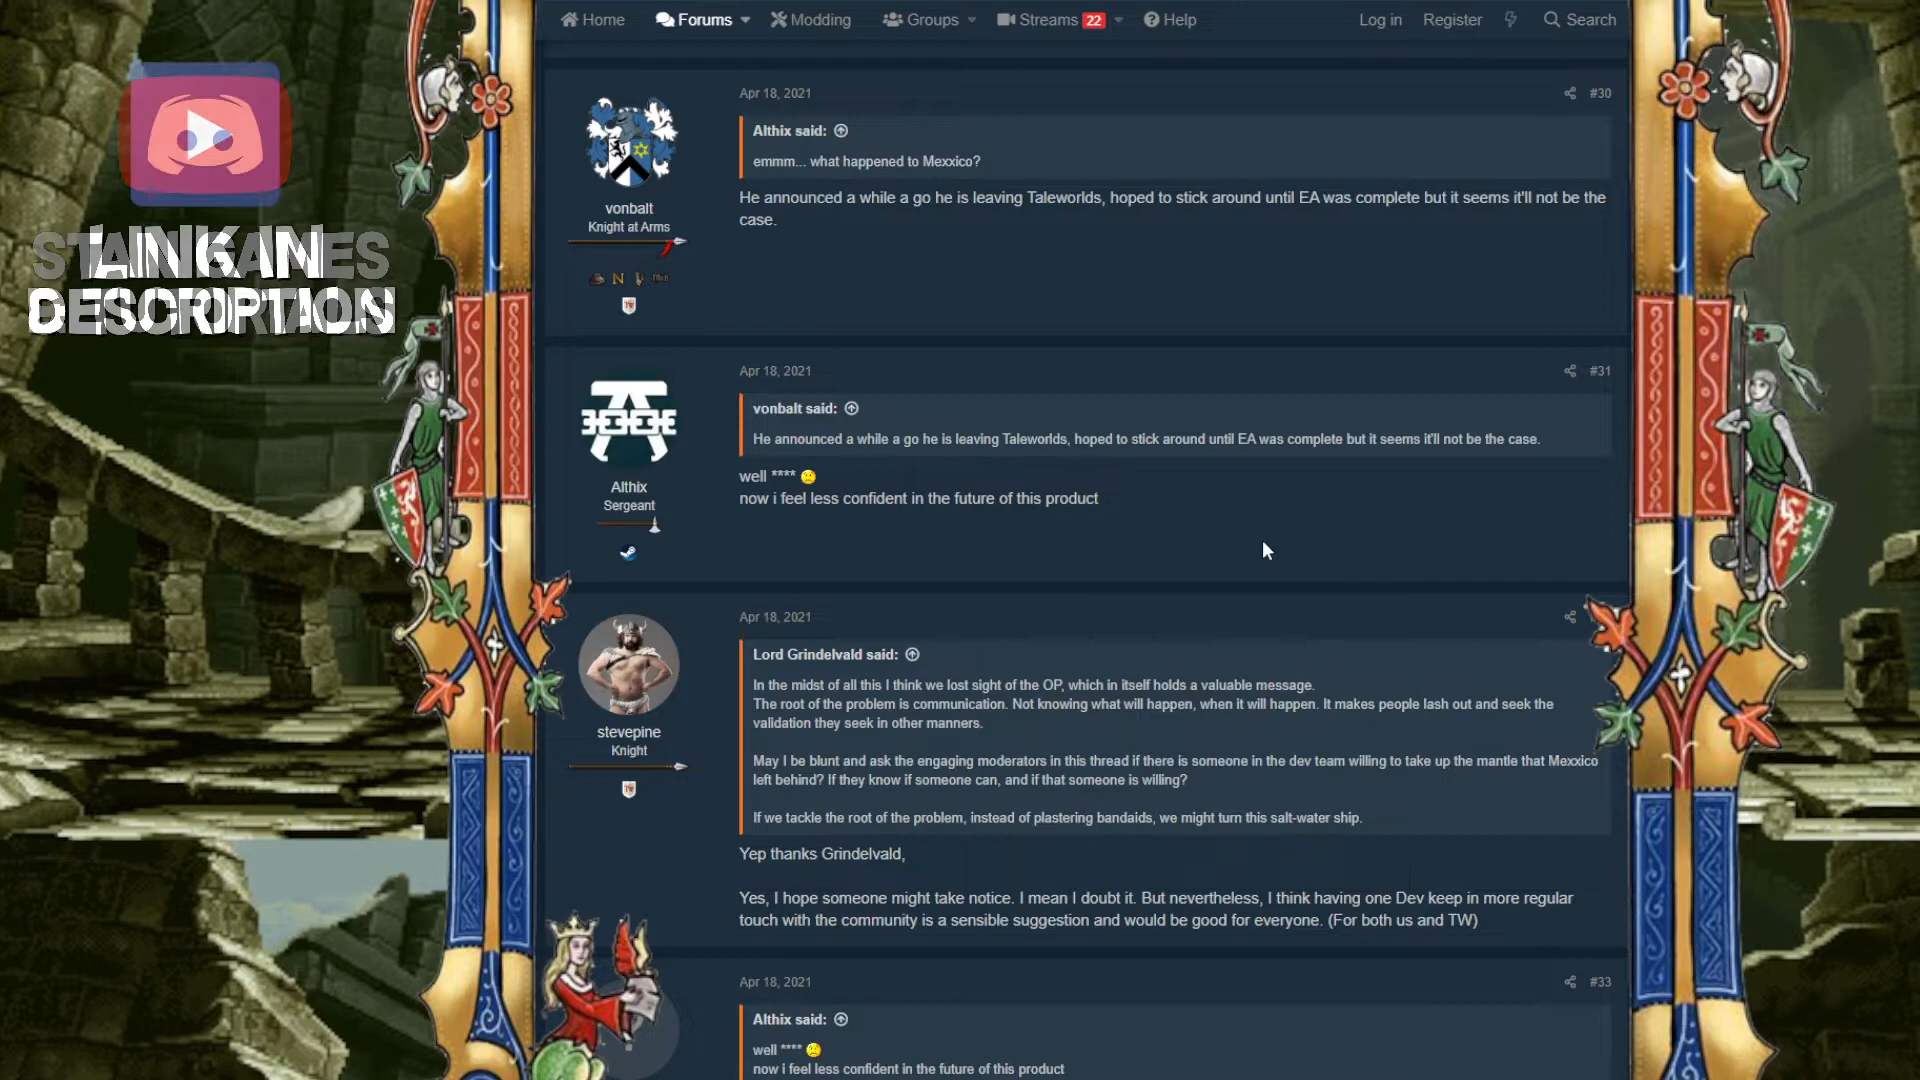 Home Forums Modding Groups Streams 22 Help Log in Register Search
Apr 18, 2021 #30
Althix said:
emmm... what happened to Mexxico?
He announced a while a go he is leaving Taleworlds, hoped to stick around until EA was complete but it seems it'll not be the
case.
vonbalt
Knight at Arms
Apr 18, 2021 #31
vonbalt said:
He announced a while a go he is leaving Taleworlds, hoped to stick around until EA was complete but it seems it'll not be the case.
well ****
now i feel less confident in the future of this product
Althix
Sergeant
Apr 18, 2021
Lord Grindelvald said:
In the midst of all this I think we lost sight of the OP, which in itself holds a valuable message.
The root of the problem is communication. Not knowing what will happen, when it will happen. It makes people lash out and seek the
validation they seek in other manners.
May I be blunt and ask the engaging moderators in this thread if there is someone in the dev team willing to take up the mantle that Mexxico
left behind? If they know if someone can, and if that someone is willing?
If we tackle the root of the problem, instead of plastering bandaids, we might turn this salt-water ship.
stevepine
Knight
Yep thanks Grindelvald,
Yes, I hope someone might take notice. I mean I doubt it. But nevertheless, I think having one Dev keep in more regular
touch with the community is a sensible suggestion and would be good for everyone. (For both us and TW)
Apr 18, 2021 #33
Althix said:
well ****
now i feel less confident in the future of this product